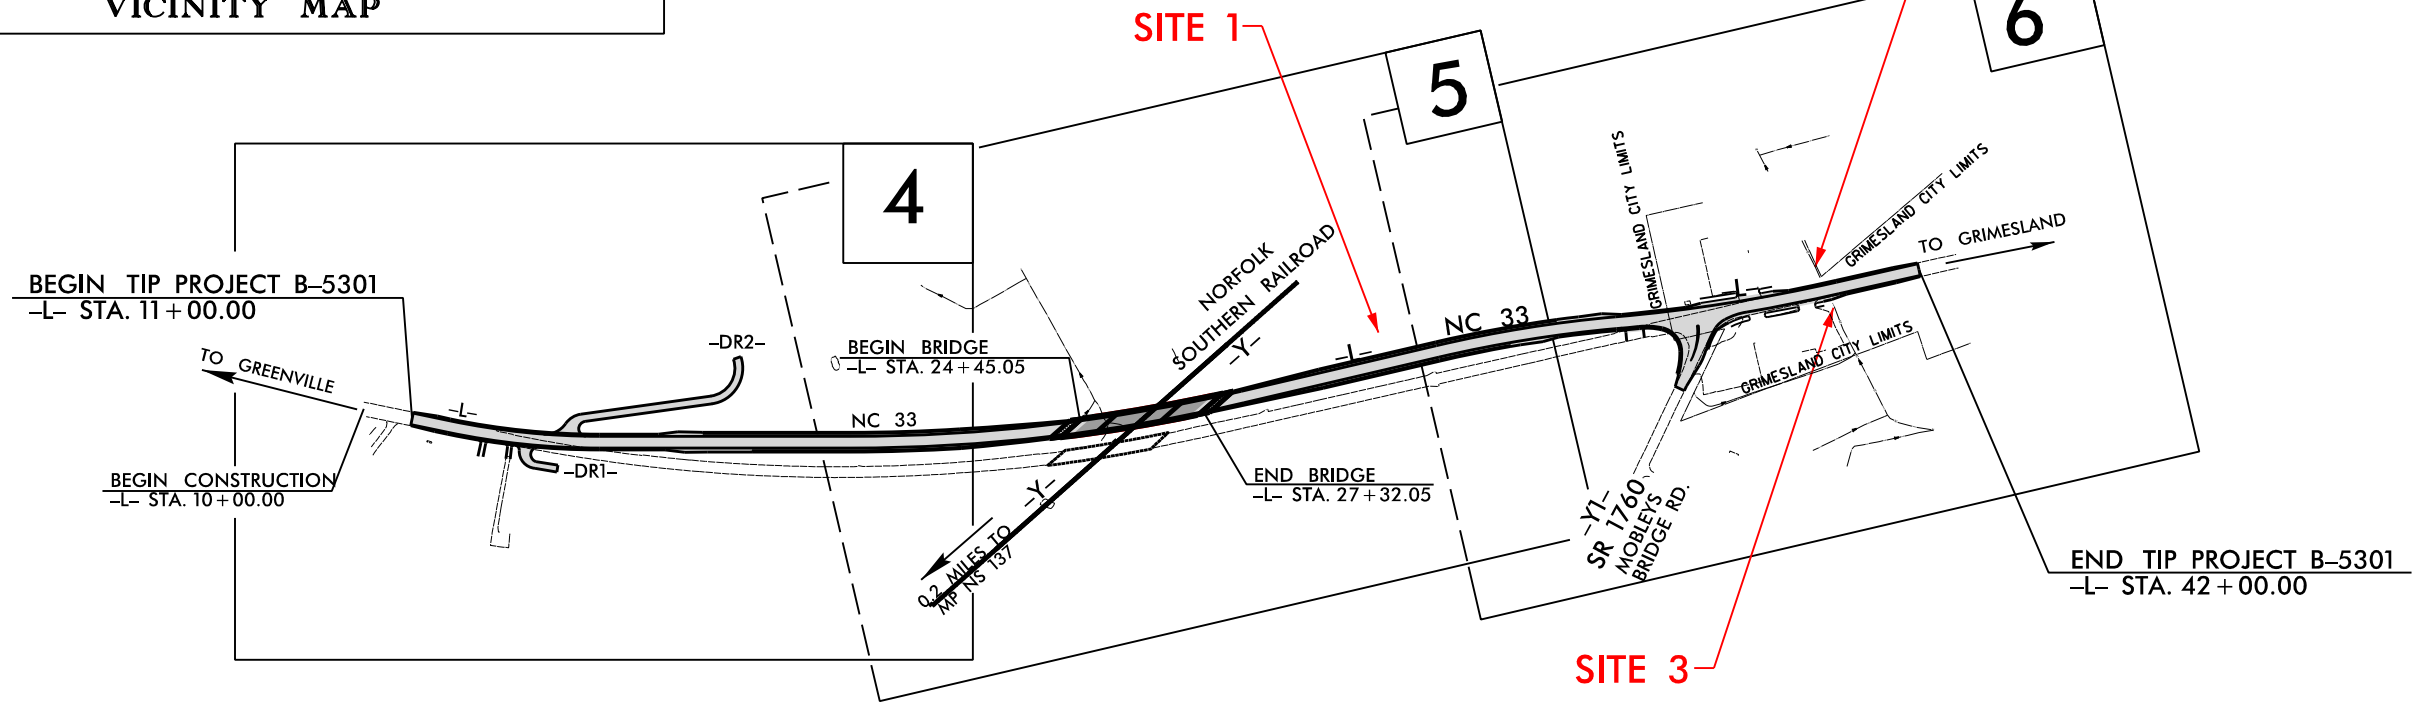 VICINITY MAP
SITE 1
6
5
4
BEGIN TIP PROJECT B–5301
–L– STA. 11+00.00
TO GREENVILLE
BEGIN CONSTRUCTION
–L– STA. 10+00.00
–L–
–DR2–
–DR1–
NC 33
BEGIN BRIDGE
–L– STA. 24+45.05
NORFOLK
SOUTHERN RAILROAD
–Y–
–Y–
0.2 MILES TO
MP NS 137
END BRIDGE
–L– STA. 27+32.05
–L–
NC 33
GRIMESLAND CITY LIMITS
GRIMESLAND CITY LIMITS
–L–
GRIMESLAND CITY LIMITS
GRIMESLAND CITY LIMITS
TO GRIMESLAND
–Y1–
SR 1760
MOBLEYS
BRIDGE RD.
END TIP PROJECT B–5301
–L– STA. 42+00.00
SITE 3